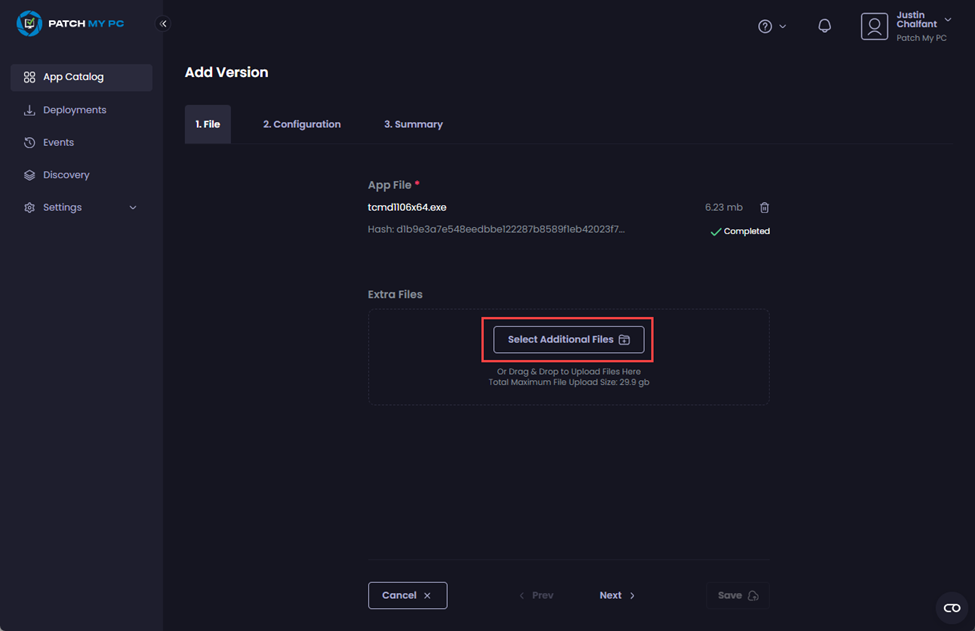 PATCH MY PC
Justin
Chalfant
Patch My PC
App Catalog
Deployments
Events
Discovery
Settings
Add Version
1. File
2. Configuration
3. Summary
App File *
tcmd1106x64.exe
6.23 mb
Hash: d1b9e3a7e548eedbbe122287b8589f1eb42023f7...
Completed
Extra Files
Select Additional Files
Or Drag & Drop to Upload Files Here
Total Maximum File Upload Size: 29.9 gb
Cancel
Prev
Next
Save